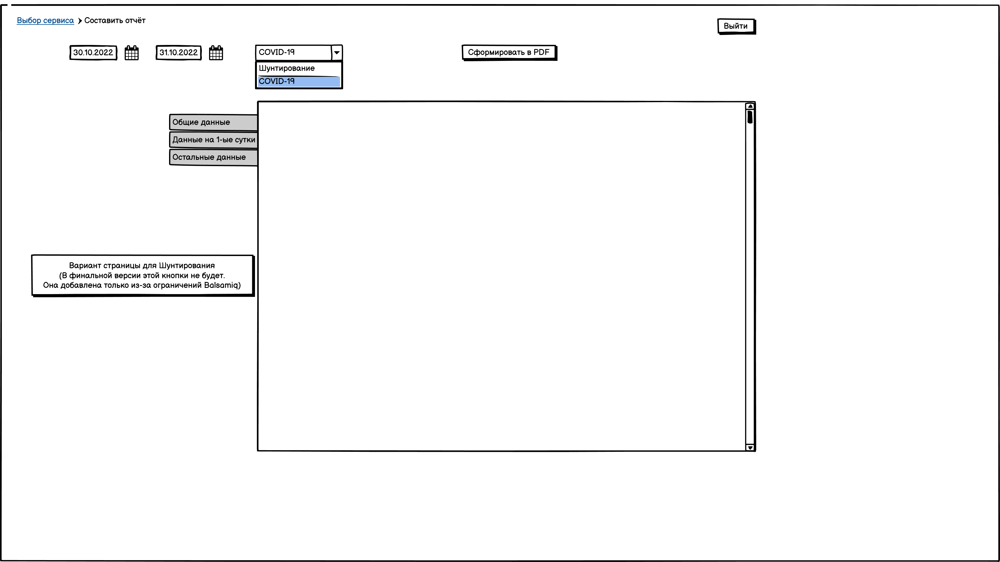 Выбор сервиса
Составить отчёт
Выйти
30.10.2022
31.10.2022
COVID-19
Сформировать в PDF
Шунтирование
COVID-19
Общие данные
Данные на 1-ые сутки
Остальные данные
Вариант страницы для Шунтирования
(В финальной версии этой кнопки не будет.
Она добавлена только из-за ограничений Balsamiq)